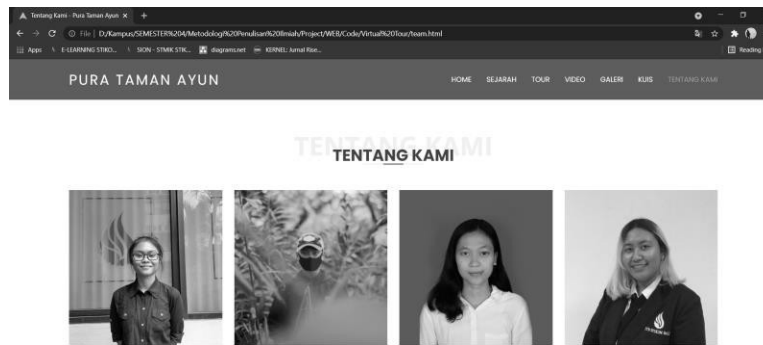 Tentang Kami - Pura Taman Ayun
File | D:/Kampus/SEMESTER%204/Metodologi%20Penulisan%20Ilmiah/Project/WEB/Code/Virtual%20Tour/team.html
Apps E-LEARNING STIKO... SION - STMIK STIK... diagrams.net KERNEL: Jurnal Rise... Reading
PURA TAMAN AYUN HOME SEJARAH TOUR VIDEO GALERI KUIS TENTANG KAMI
TENTANG KAMI
TENTANG KAMI